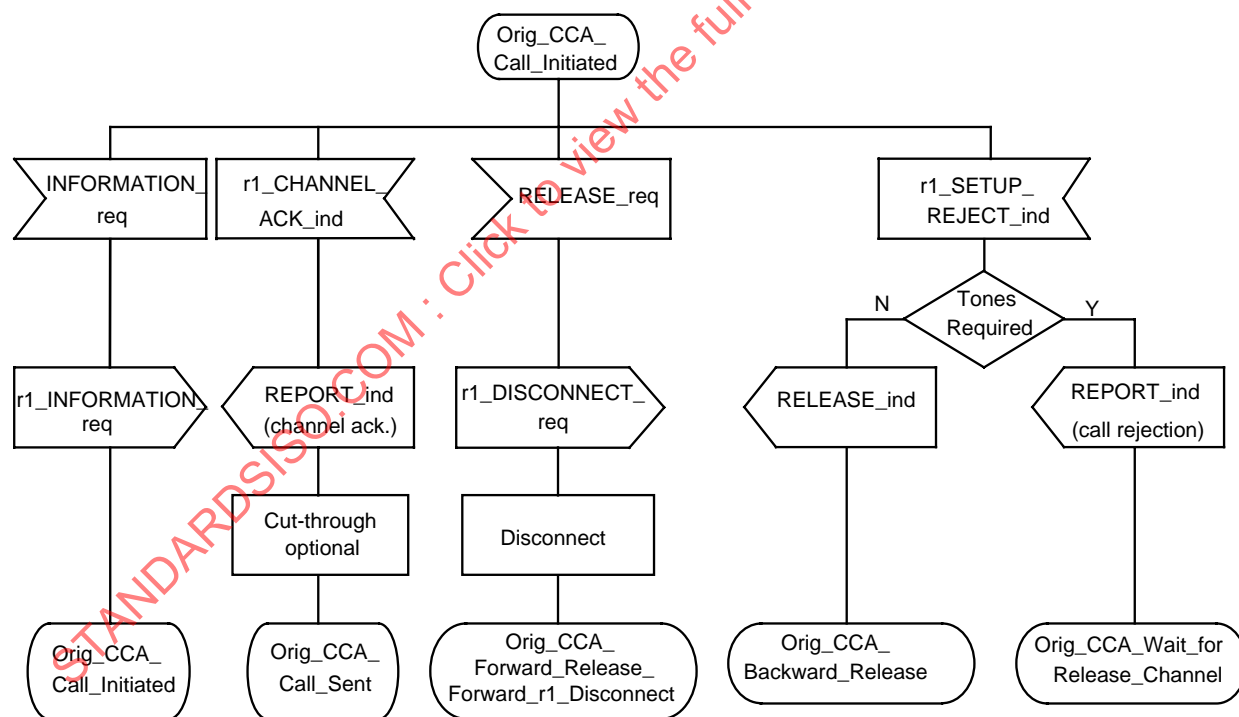 Orig_CCA_
Call_Initiated
INFORMATION_
req
r1_CHANNEL_
ACK_ind
RELEASE_req
r1_SETUP_
REJECT_ind
N
Tones
Required
Y
r1_INFORMATION_
req
REPORT_ind
(channel ack.)
r1_DISCONNECT_
req
RELEASE_ind
REPORT_ind
(call rejection)
Cut-through
optional
Disconnect
Orig_CCA_
Call_Initiated
Orig_CCA_
Call_Sent
Orig_CCA_
Forward_Release_
Forward_r1_Disconnect
Orig_CCA_
Backward_Release
Orig_CCA_Wait_for
Release_Channel
STANDARDSISO.COM : Click to view the full